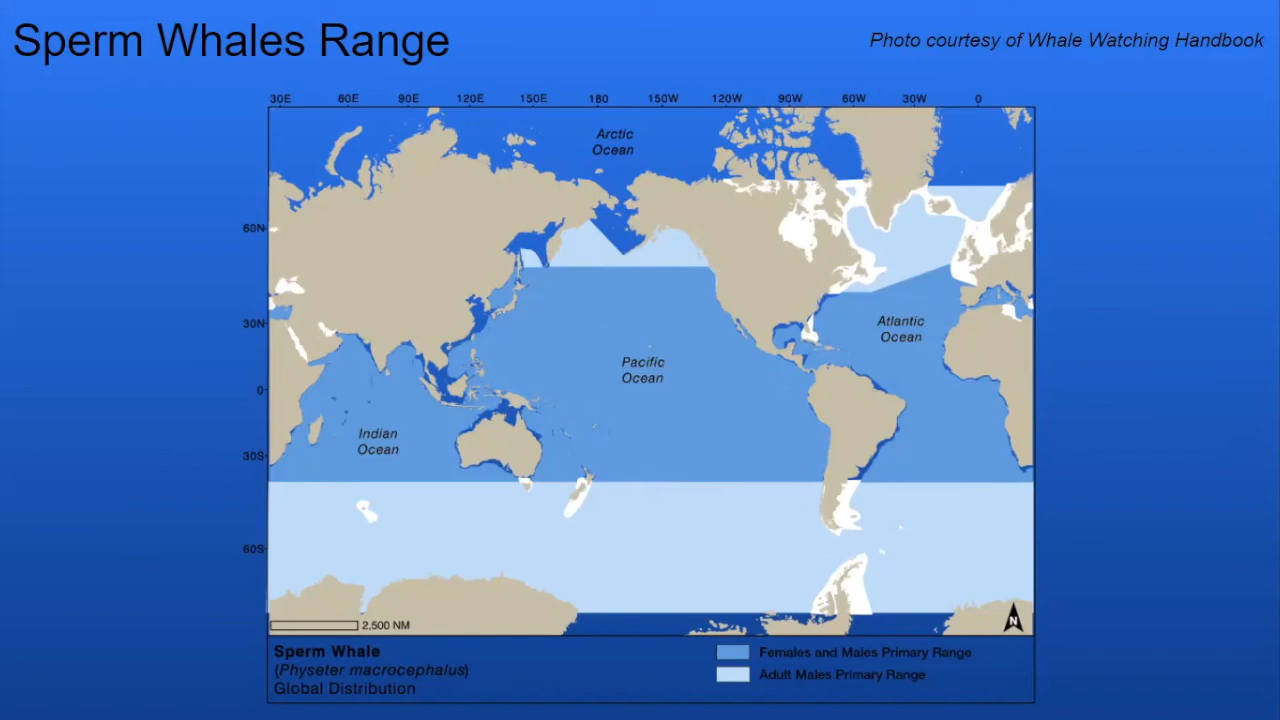 Sperm Whales Range
Photo courtesy of Whale Watching Handbook
30E 60E 90E 120E 150E 180 150W 120W 90W 60W 30W 0
Arctic
Ocean
60N
30N
Atlantic
Ocean
Pacific
Ocean
0
Indian
Ocean
30S
60S
2,500 NM
N
Sperm Whale
(Physeter macrocephalus)
Global Distribution
Females and Males Primary Range
Adult Males Primary Range